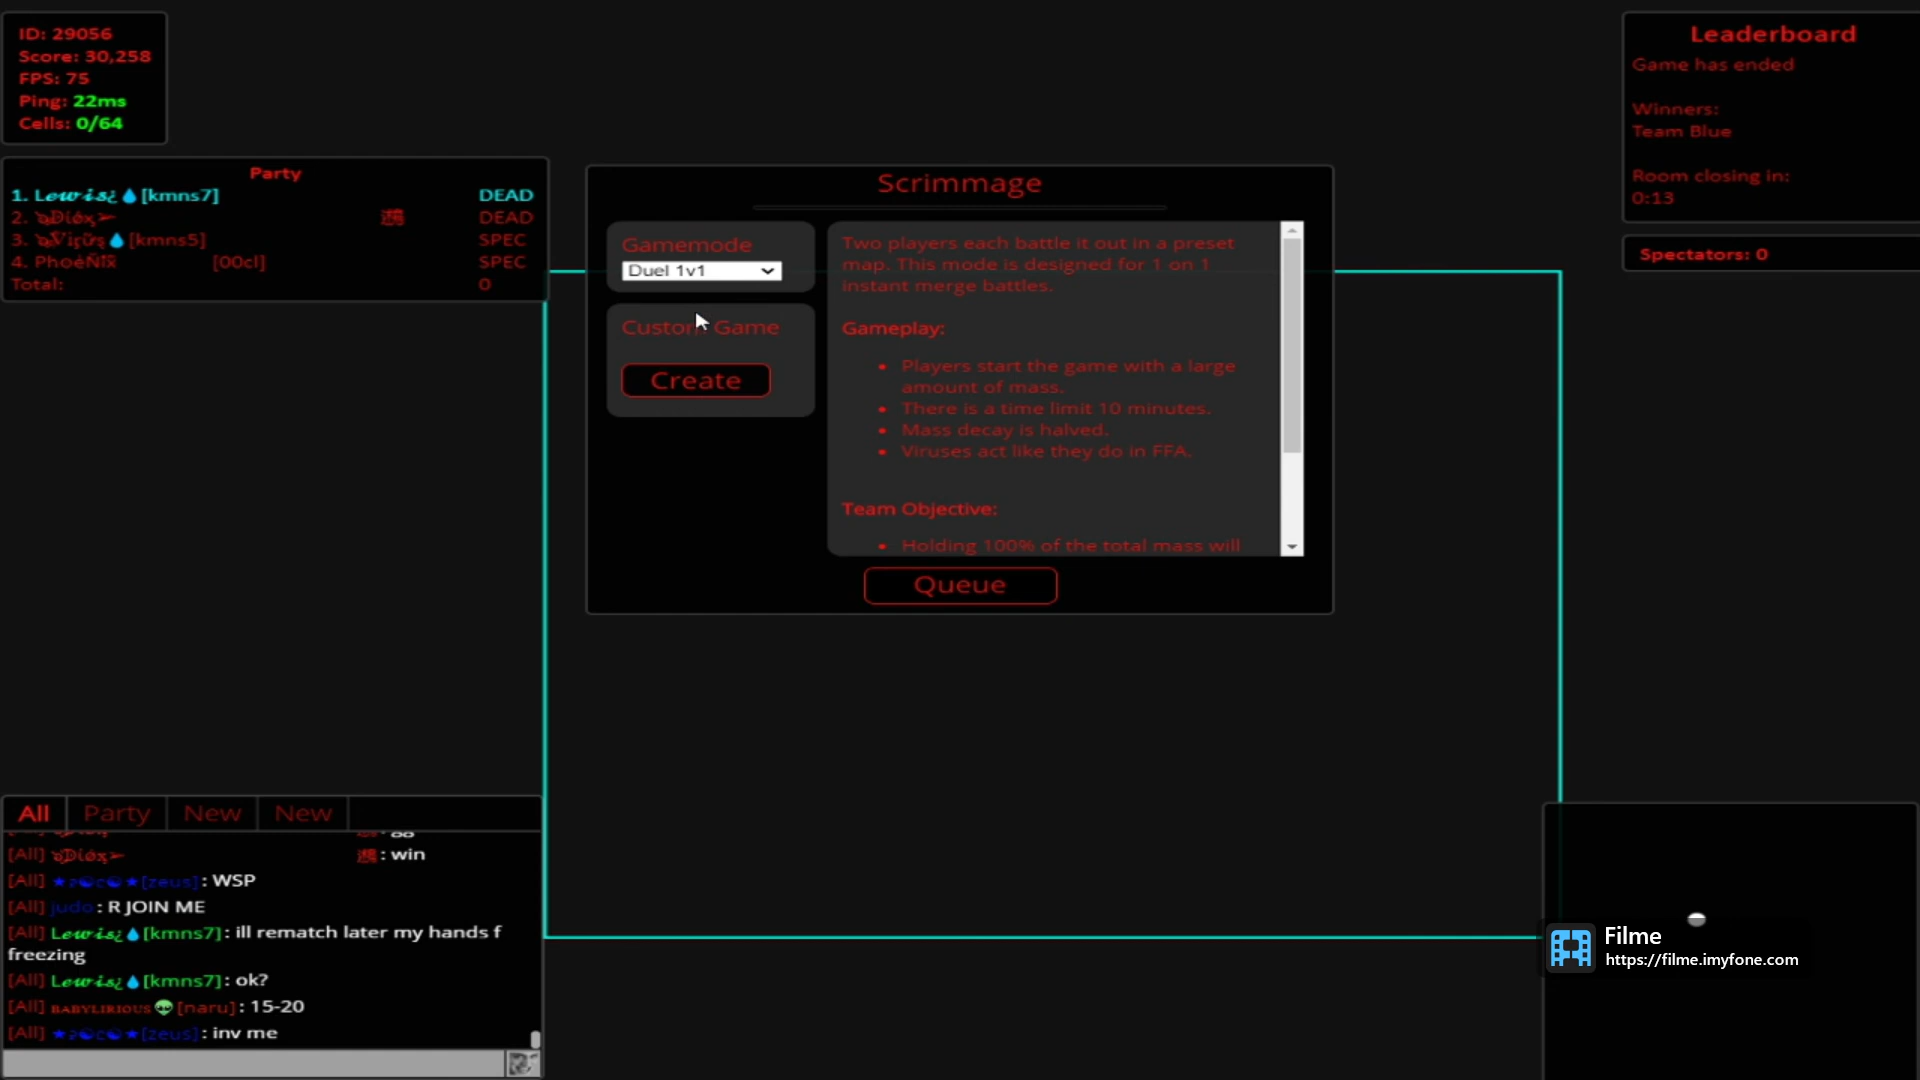 ID: 29056
Score: 30,258
FPS: 75
Ping: 22ms
Cells: 0/64
Party
1. Lewis¿💧[kmns7] DEAD
2. DEAD
3. 💧[kmns5] SPEC
4. [00cl] SPEC
Total: 0
Scrimmage
Gamemode
Duel 1v1
Custom Game
Create
Two players each battle it out in a preset
map. This mode is designed for 1 on 1
instant merge battles.
Gameplay:
• Players start the game with a large
amount of mass.
• There is a time limit 10 minutes.
• Mass decay is halved.
• Viruses act like they do in FFA.
Team Objective:
• Holding 100% of the total mass will
Queue
Leaderboard
Game has ended
Winners:
Team Blue
Room closing in:
0:13
Spectators: 0
All Party New New
[All] : win
[All] [zeus]: WSP
[All] judo: R JOIN ME
[All] Lewis¿💧[kmns7]: ill rematch later my hands f
freezing
[All] Lewis¿💧[kmns7]: ok?
[All] ʙᴀʙʏʟɪʀɪᴏᴜs👽[naru]: 15-20
[All] [zeus]: inv me
Filme
https://filme.imyfone.com